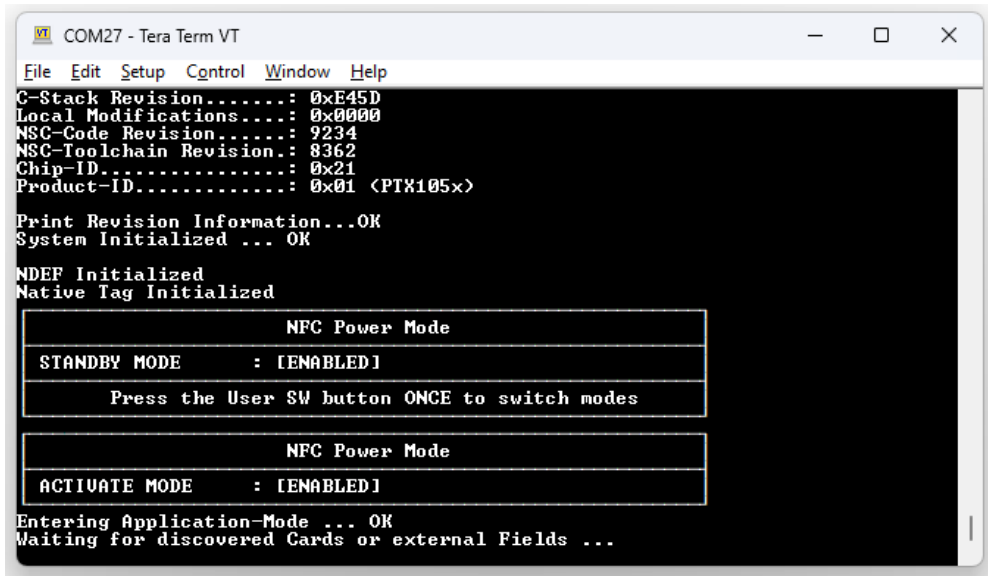 COM27 - Tera Term VT
File Edit Setup Control Window Help
C-Stack Revision.......: 0xE45D
Local Modifications....: 0x0000
NSC-Code Revision......: 9234
NSC-Toolchain Revision.: 8362
Chip-ID................: 0x21
Product-ID.............: 0x01 (PTX105x)
Print Revision Information...OK
System Initialized ... OK
NDEF Initialized
Native Tag Initialized
NFC Power Mode
STANDBY MODE : [ENABLED]
Press the User SW button ONCE to switch modes
NFC Power Mode
ACTIVATE MODE : [ENABLED]
Entering Application-Mode ... OK
Waiting for discovered Cards or external Fields ...